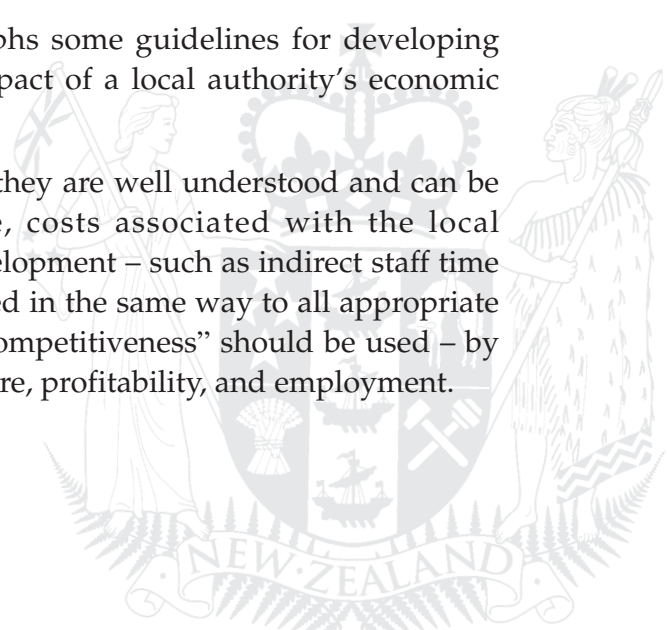 phs some guidelines for developing
pact of a local authority's economic
they are well understood and can be
e, costs associated with the local
elopment – such as indirect staff time
ed in the same way to all appropriate
ompetitiveness” should be used – by
re, profitability, and employment.
NEW·ZEALAND